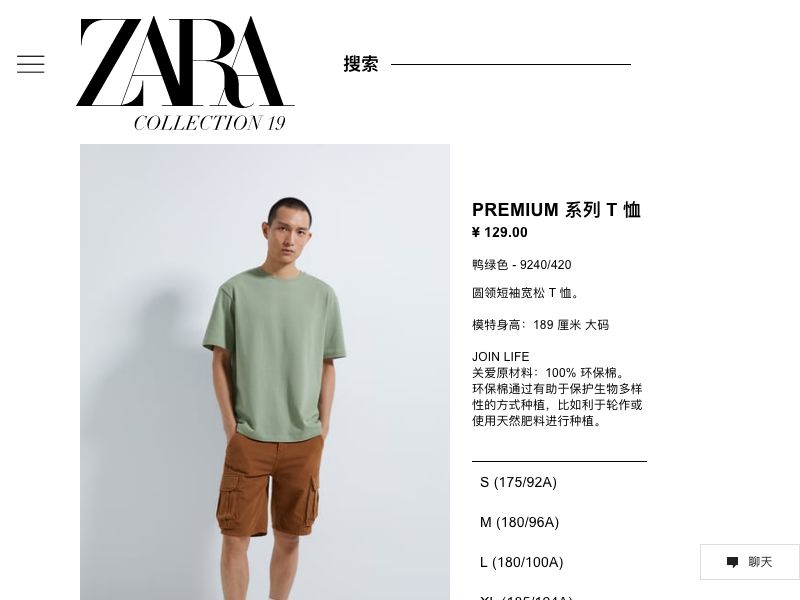 ZARA
COLLECTION 19
搜索
PREMIUM 系列 T 恤
¥ 129.00
鸭绿色 - 9240/420
圆领短袖宽松 T 恤。
模特身高：189 厘米 大码
JOIN LIFE
关爱原材料：100% 环保棉。
环保棉通过有助于保护生物多样
性的方式种植，比如利于轮作或
使用天然肥料进行种植。
S (175/92A)
M (180/96A)
L (180/100A)
XL (185/104A)
聊天